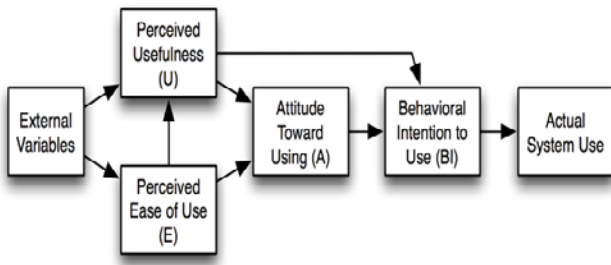 Perceived
Usefulness
(U)
External
Variables
Perceived
Ease of Use
(E)
Attitude
Toward
Using (A)
Behavioral
Intention to
Use (BI)
Actual
System Use